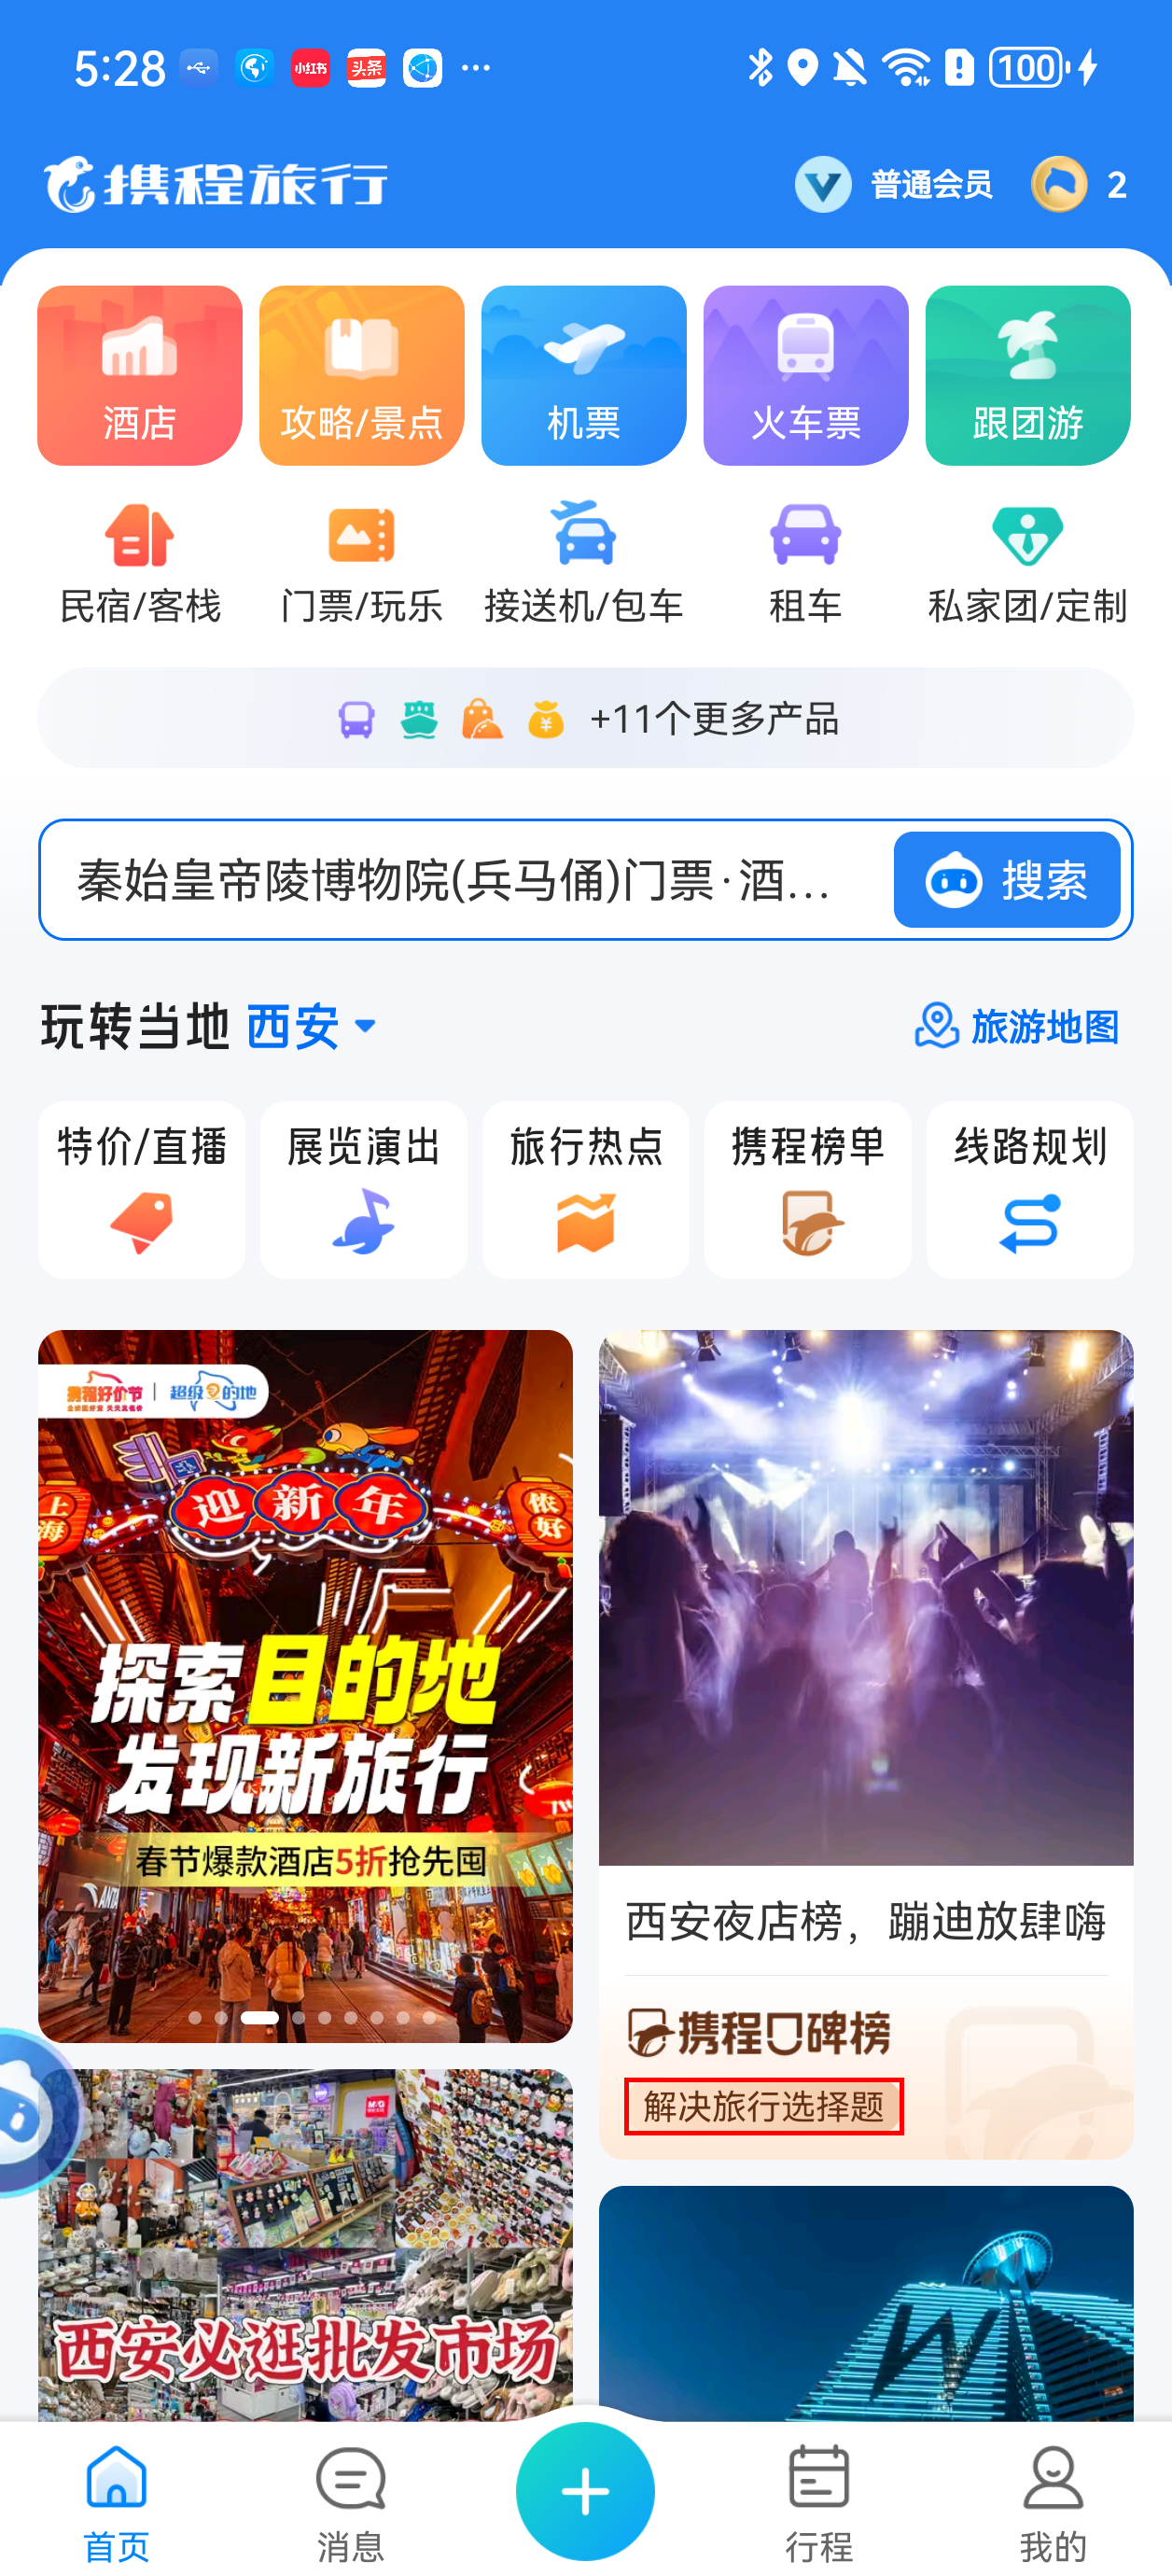 5:28
小红书
头条
100
携程旅行
普通会员
2
酒店
攻略/景点
机票
火车票
跟团游
民宿/客栈
门票/玩乐
接送机/包车
租车
私家团/定制
+11个更多产品
秦始皇帝陵博物院(兵马俑)门票·酒...
搜索
玩转当地 西安
旅游地图
特价/直播
展览演出
旅行热点
携程榜单
线路规划
携程好价节
超级目的地
迎新年
上海
侬好
探索目的地
发现新旅行
春节爆款酒店5折抢先囤
西安夜店榜，蹦迪放肆嗨
携程口碑榜
解决旅行选择题
M&G
西安必逛批发市场
首页
消息
行程
我的